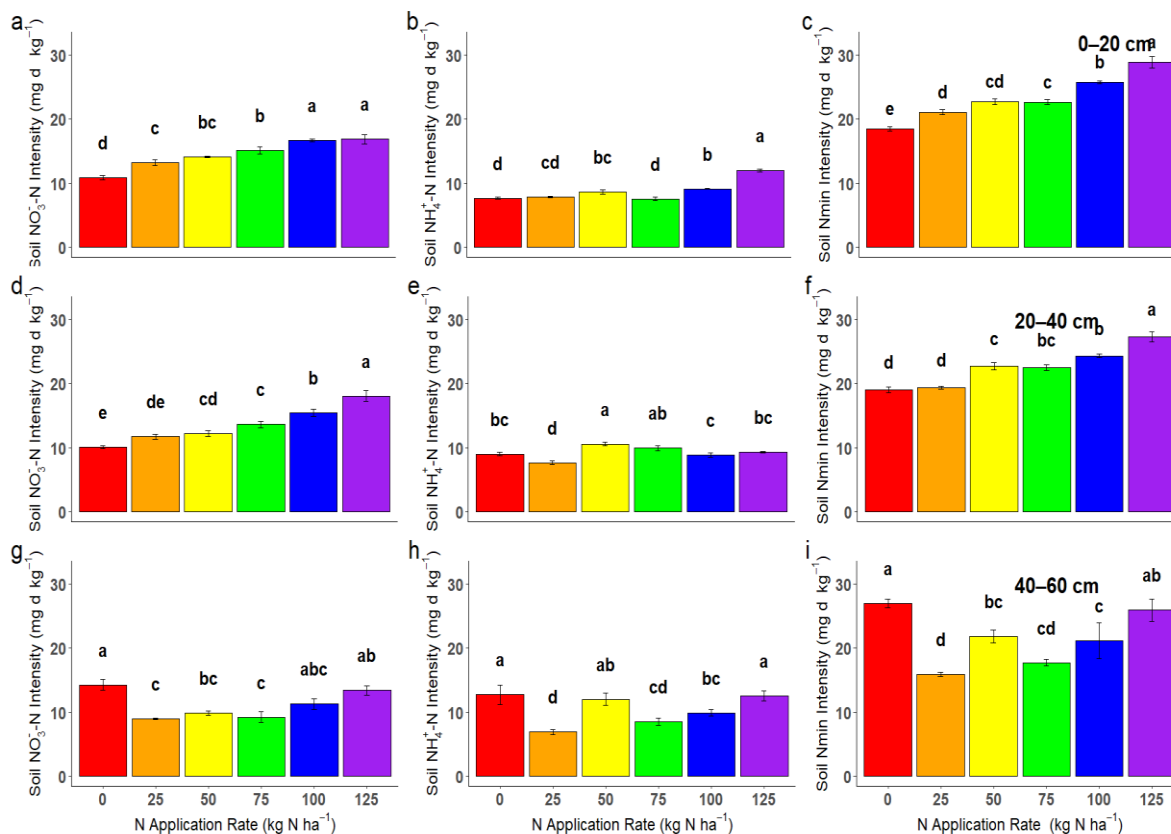 a
Soil NO₃⁻-N Intensity (mg d kg⁻¹)
30
20
10
0
d
c
bc
b
a
a
b
Soil NH₄⁺-N Intensity (mg d kg⁻¹)
30
20
10
0
d
cd
bc
d
b
a
c
Soil Nmin Intensity (mg d kg⁻¹)
30
20
10
0
0–20 cm
e
d
cd
c
b
a
d
Soil NO₃⁻-N Intensity (mg d kg⁻¹)
30
20
10
0
e
de
cd
c
b
a
e
Soil NH₄⁺-N Intensity (mg d kg⁻¹)
30
20
10
0
bc
d
a
ab
c
bc
f
Soil Nmin Intensity (mg d kg⁻¹)
30
20
10
0
20–40 cm
d
d
c
bc
b
a
g
Soil NO₃⁻-N Intensity (mg d kg⁻¹)
30
20
10
0
a
c
bc
c
abc
ab
0 25 50 75 100 125
N Application Rate (kg N ha⁻¹)
h
Soil NH₄⁺-N Intensity (mg d kg⁻¹)
30
20
10
0
a
d
ab
cd
bc
a
0 25 50 75 100 125
N Application Rate (kg N ha⁻¹)
i
Soil Nmin Intensity (mg d kg⁻¹)
30
20
10
0
40–60 cm
a
d
bc
cd
c
ab
0 25 50 75 100 125
N Application Rate (kg N ha⁻¹)